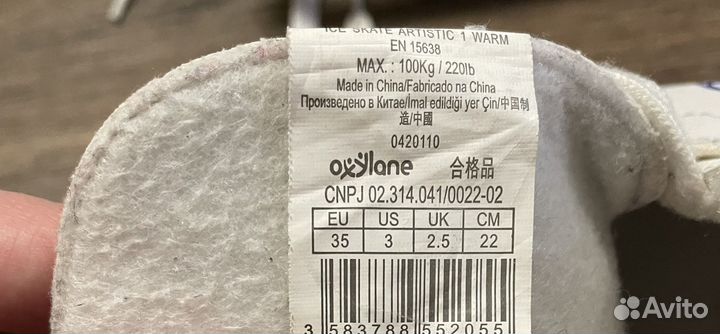 ICE SKATE ARTISTIC 1 WARM
EN 15638
MAX. : 100Kg / 220lb
Made in China/Fabricado na China
Произведено в Китае/İmal edildiği yer Çin/中国制
造/中國
0420110
oxylane 合格品
CNPJ 02.314.041/0022-02
EU US UK CM
35 3 2.5 22
3 583788 552055
Avito